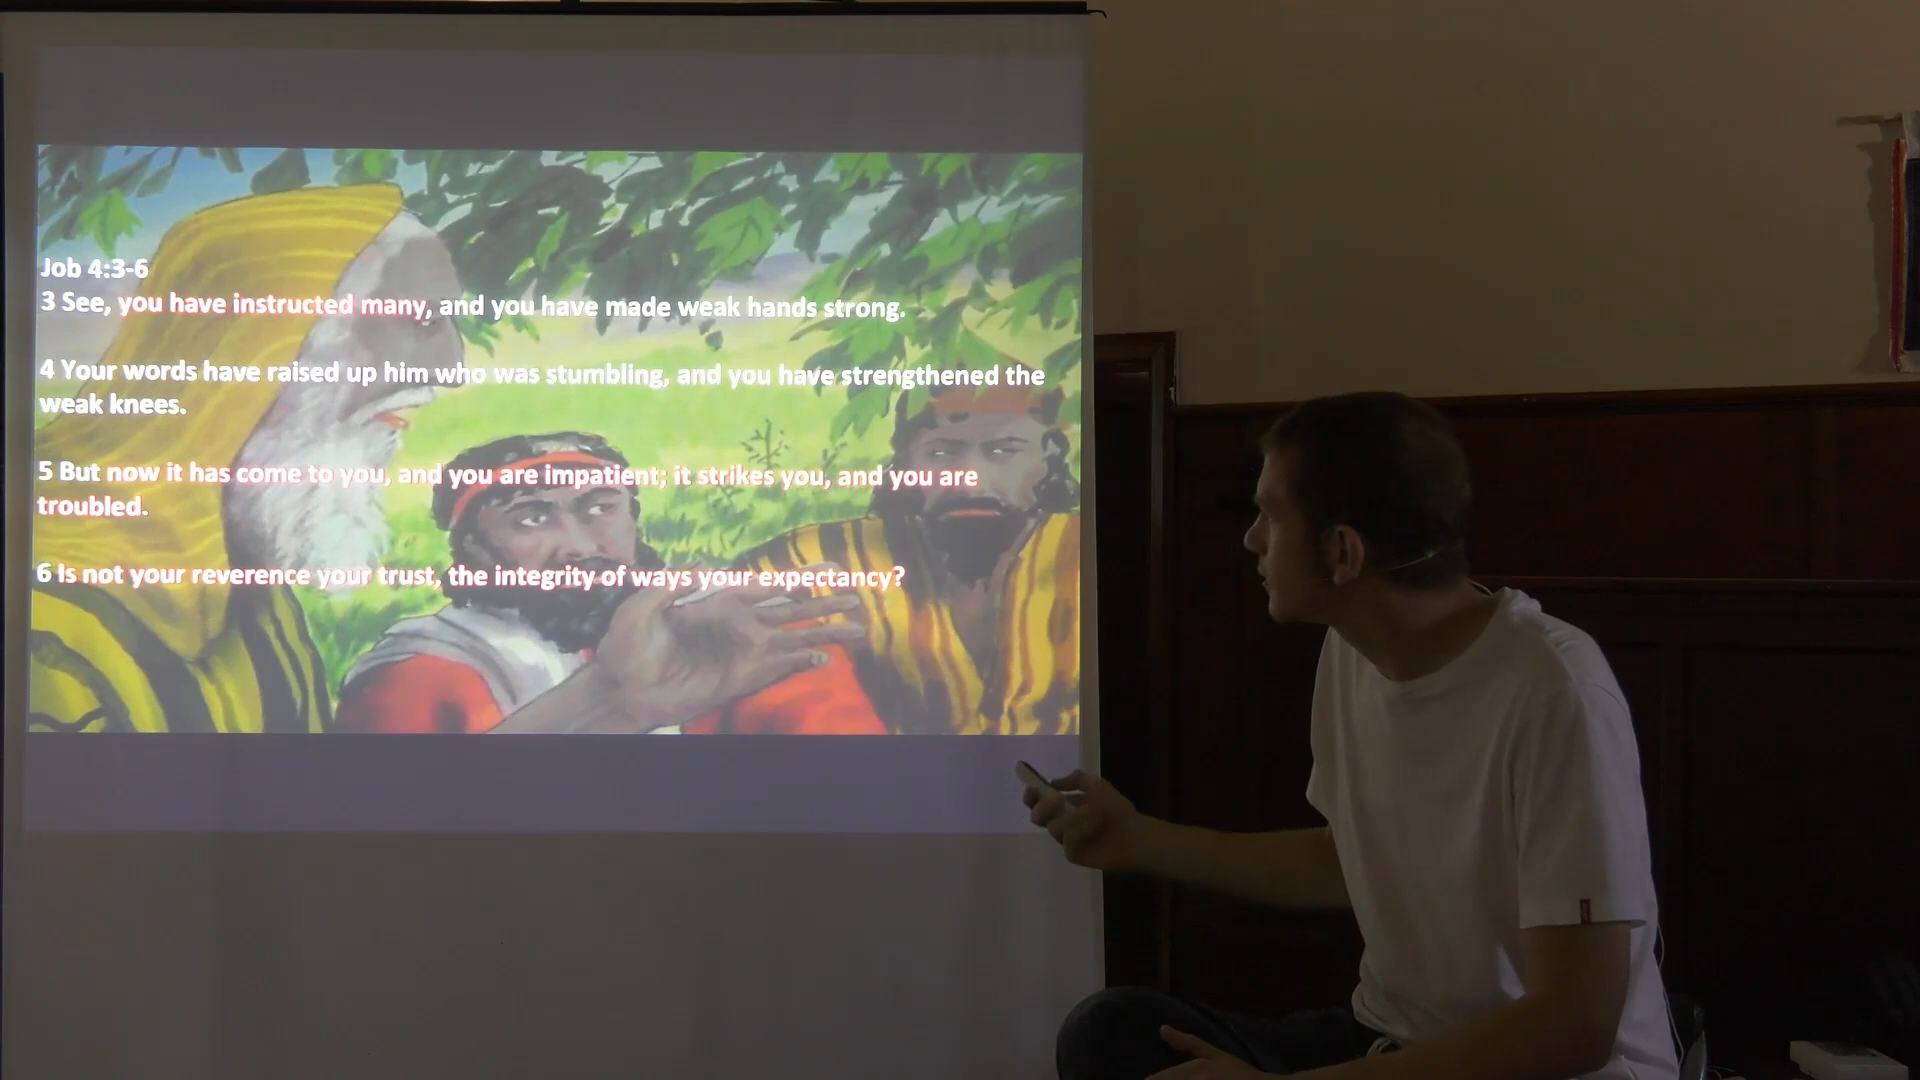 Job 4:3-6
3 See, you have instructed many, and you have made weak hands strong.
4 Your words have raised up him who was stumbling, and you have strengthened the
weak knees.
5 But now it has come to you, and you are impatient; it strikes you, and you are
troubled.
6 Is not your reverence your trust, the integrity of ways your expectancy?